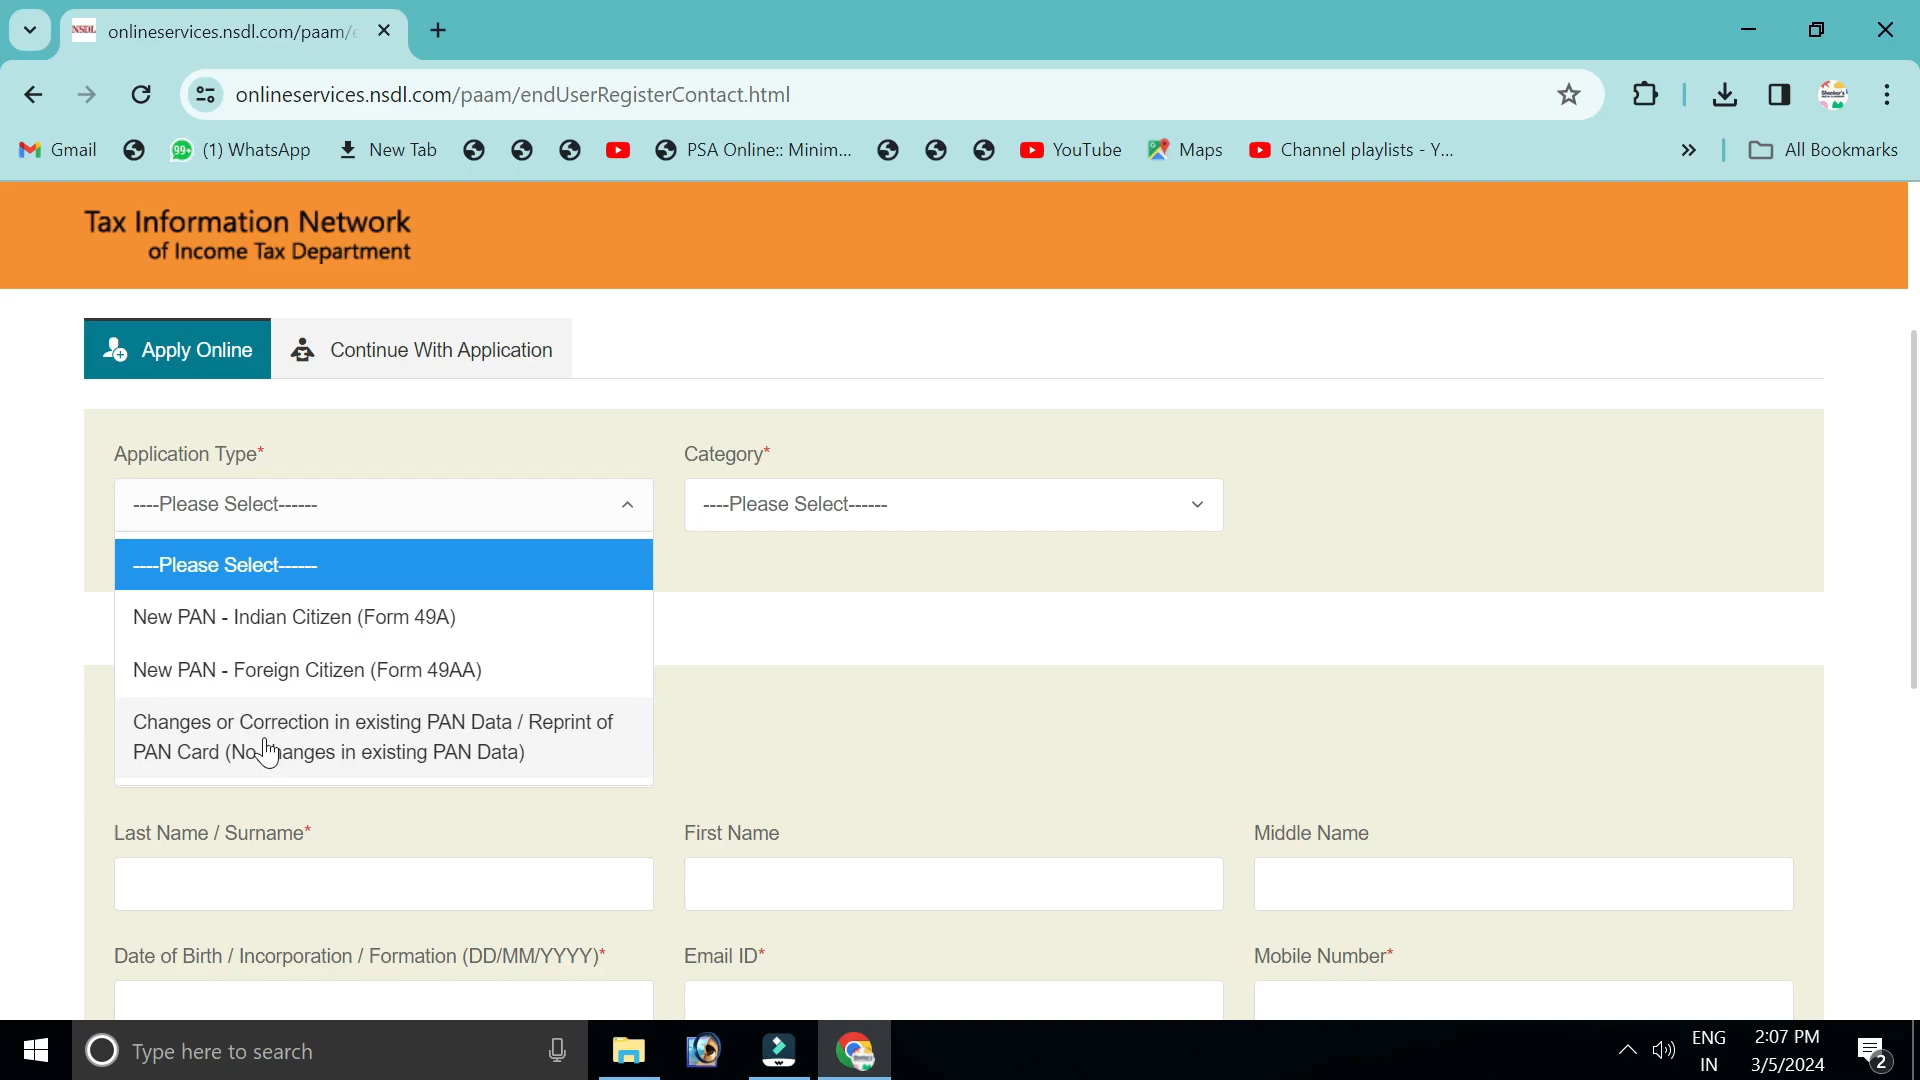 NSDL onlineservices.nsdl.com/paam/e
onlineservices.nsdl.com/paam/endUserRegisterContact.html
Gmail 99+ (1) WhatsApp New Tab PSA Online:: Minim... YouTube Maps Channel playlists - Y... » All Bookmarks
Tax Information Network
of Income Tax Department
Apply Online Continue With Application
Application Type* Category*
----Please Select------ ----Please Select------
----Please Select------
New PAN - Indian Citizen (Form 49A)
New PAN - Foreign Citizen (Form 49AA)
Changes or Correction in existing PAN Data / Reprint of
PAN Card (No changes in existing PAN Data)
Last Name / Surname* First Name Middle Name
Date of Birth / Incorporation / Formation (DD/MM/YYYY)* Email ID* Mobile Number*
Type here to search
ENG 2:07 PM
IN 3/5/2024 2